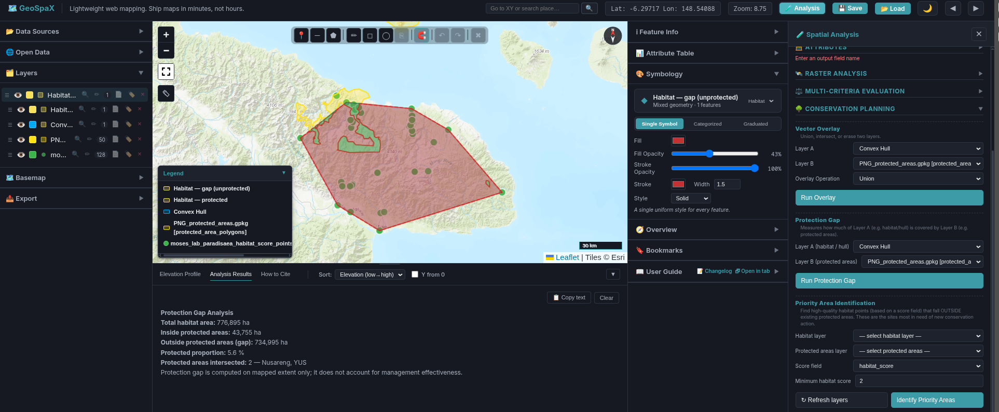 GeoSpaX
Lightweight web mapping. Ship maps in minutes, not hours.
Go to XY or search place...
Lat: -6.29717 Lon: 148.54088
Zoom: 8.75
Analysis
Save
Load
Data Sources
Open Data
Layers
Habitat... 1
Habit... 1
Conv... 1
PN... 50
mo... 128
Basemap
Export
+
−
N
1634 m
4106 m
4140 m
Legend
Habitat — gap (unprotected)
Habitat — protected
Convex Hull
PNG_protected_areas.gpkg
[protected_area_polygons]
moses_lab_paradisaea_habitat_score_points
30 km
Leaflet | Tiles © Esri
Elevation Profile
Analysis Results
How to Cite
Sort:
Elevation (low→high)
Y from 0
Copy text
Clear
Protection Gap Analysis
Total habitat area: 776,895 ha
Inside protected areas: 43,755 ha
Outside protected areas (gap): 734,995 ha
Protected proportion: 5.6 %
Protected areas intersected: 2 — Nusareng, YUS
Protection gap is computed on mapped extent only; it does not account for management effectiveness.
i Feature Info
Attribute Table
Symbology
Habitat — gap (unprotected)
Mixed geometry · 1 features
Habitat
Single Symbol
Categorized
Graduated
Fill
Fill Opacity 43%
Stroke
Opacity 100%
Stroke
Width 1.5
Style Solid
A single uniform style for every feature.
Overview
Bookmarks
User Guide
Changelog
Open in tab
Spatial Analysis
ATTRIBUTES
Enter an output field name
RASTER ANALYSIS
MULTI-CRITERIA EVALUATION
CONSERVATION PLANNING
Vector Overlay
Union, intersect, or erase two layers.
Layer A Convex Hull
Layer B PNG_protected_areas.gpkg [protected_area
Overlay Operation Union
Run Overlay
Protection Gap
Measures how much of Layer A (e.g. habitat/hull) is covered by Layer B (e.g.
protected areas).
Layer A (habitat / hull) Convex Hull
Layer B (protected areas) PNG_protected_areas.gpkg [protected_a
Run Protection Gap
Priority Area Identification
Find high-quality habitat points (based on a score field) that fall OUTSIDE
existing protected areas. These are the sites most in need of new conservation
action.
Habitat layer — select habitat layer —
Protected areas layer — select protected areas —
Score field habitat_score
Minimum habitat score 2
↻ Refresh layers
Identify Priority Areas